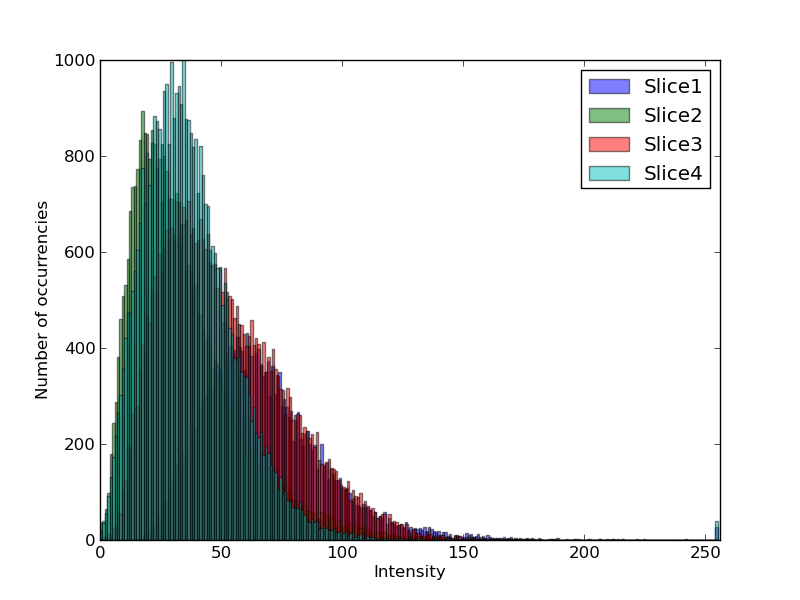 1000
800
600
400
200
0
0 50 100 150 200 250
Number of occurrencies
Intensity
Slice1
Slice2
Slice3
Slice4